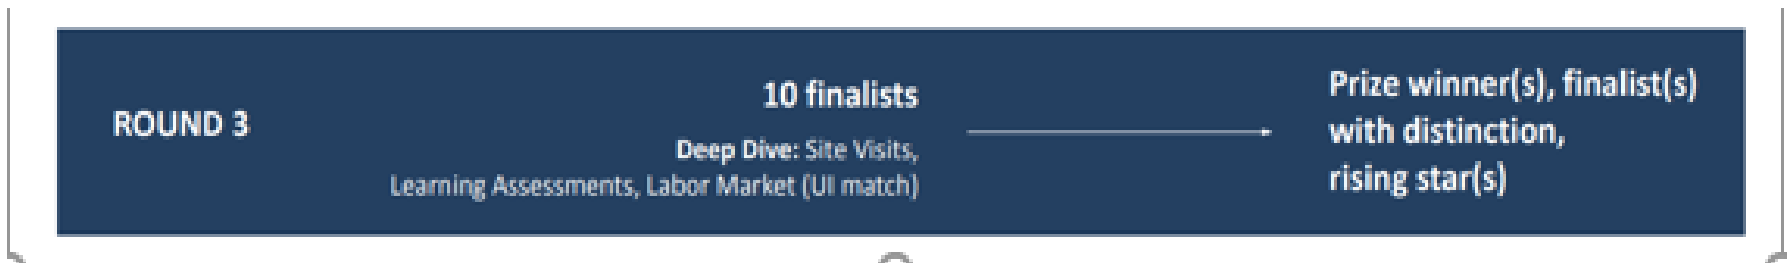 ROUND 3
10 finalists
Deep Dive: Site Visits,
Learning Assessments, Labor Market (UI match)
Prize winner(s), finalist(s)
with distinction,
rising star(s)